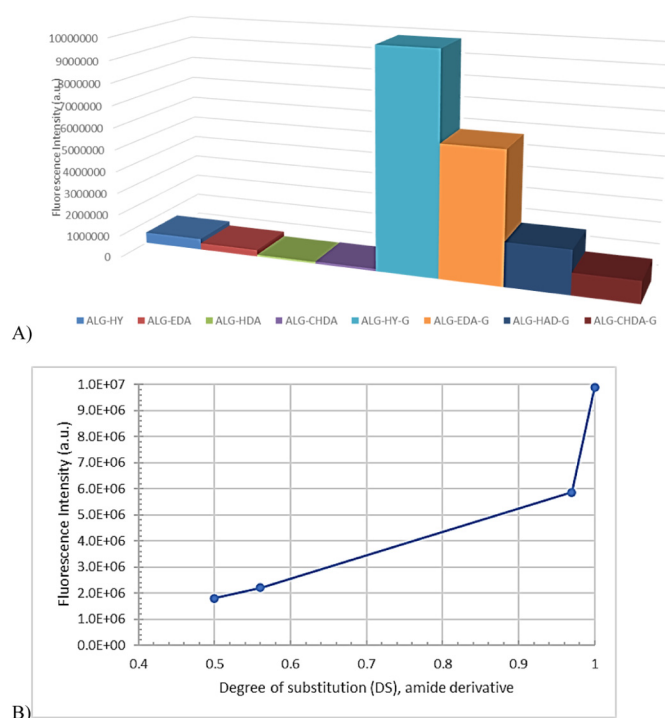 10000000
9000000
8000000
7000000
6000000
5000000
4000000
3000000
2000000
1000000
0
Fluorescence Intensity (a.u.)
ALG-HY ALG-EDA ALG-HDA ALG-CHDA ALG-HY-G ALG-EDA-G ALG-HAD-G ALG-CHDA-G
A)
1.0E+07
9.0E+06
8.0E+06
7.0E+06
6.0E+06
5.0E+06
4.0E+06
3.0E+06
2.0E+06
1.0E+06
0.0E+00
Fluorescence Intensity (a.u.)
0.4 0.5 0.6 0.7 0.8 0.9 1
Degree of substitution (DS), amide derivative
B)